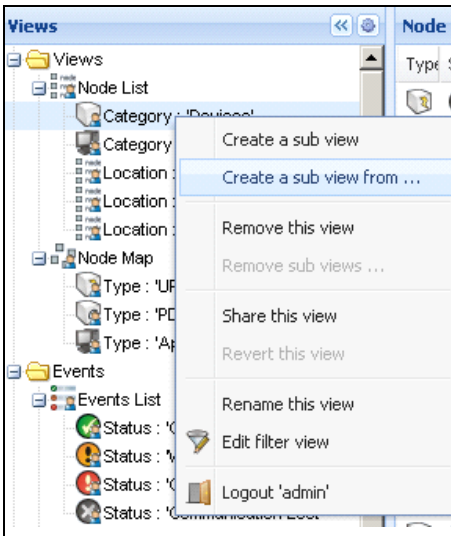 Views
Node
Views
Type
Node List
Category : 'Devices'
Category
Location :
Location :
Location :
Node Map
Type : 'UP
Type : 'PD
Type : 'Ap
Events
Events List
Status : 'C
Status : 'W
Status : 'C
Status : 'Communication Lost'
Create a sub view
Create a sub view from ...
Remove this view
Remove sub views ...
Share this view
Revert this view
Rename this view
Edit filter view
Logout 'admin'